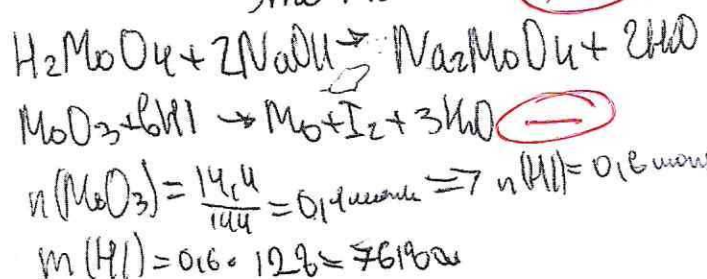 это
H₂MoO₄ + 2NaOH → Na₂MoO₄ + 2H₂O
MoO₃ + 6HI → Mo + I₂ + 3H₂O
n(MoO₃) = 14,4/144 = 0,1 моль => n(HI) = 0,6 моль
m(HI) = 0,6 · 128 = 76,8